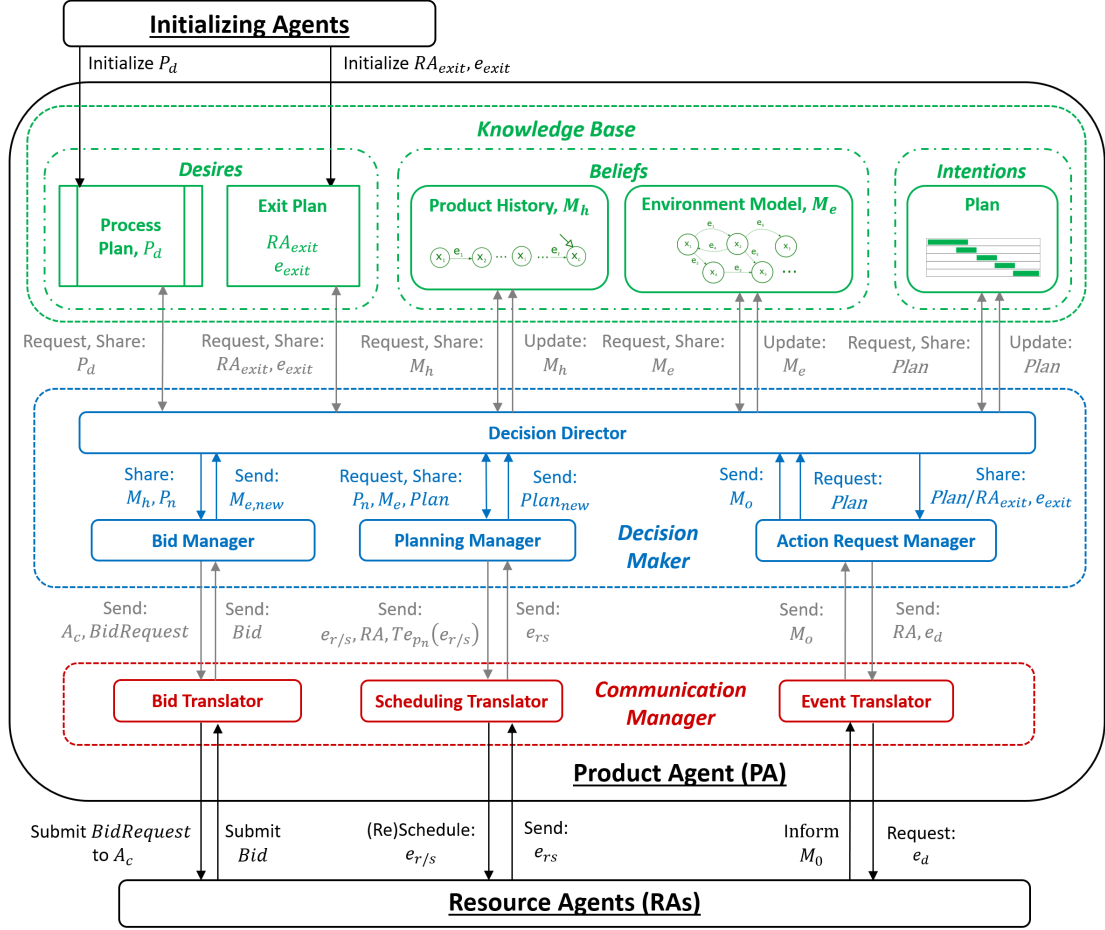 Initializing Agents
Initialize P_d
Initialize RA_exit, e_exit
Knowledge Base
Desires
Beliefs
Intentions
Process
Plan, P_d
Exit Plan
RA_exit
e_exit
Product History, M_h
Environment Model, M_e
Plan
Request, Share:
P_d
Request, Share:
RA_exit, e_exit
Request, Share:
M_h
Update:
M_h
Request, Share:
M_e
Update:
M_e
Request, Share:
Plan
Update:
Plan
Decision Director
Share:
M_h, P_n
Send:
M_e,new
Request, Share:
P_n, M_e, Plan
Send:
Plan_new
Send:
M_o
Request:
Plan
Share:
Plan/RA_exit, e_exit
Bid Manager
Planning Manager
Decision
Maker
Action Request Manager
Send:
A_c, BidRequest
Send:
Bid
Send:
e_r/s, RA, Te_p_n(e_r/s)
Send:
e_rs
Send:
M_o
Send:
RA, e_d
Bid Translator
Scheduling Translator
Communication
Manager
Event Translator
Product Agent (PA)
Submit BidRequest
to A_c
Submit
Bid
(Re)Schedule:
e_r/s
Send:
e_rs
Inform
M_0
Request:
e_d
Resource Agents (RAs)